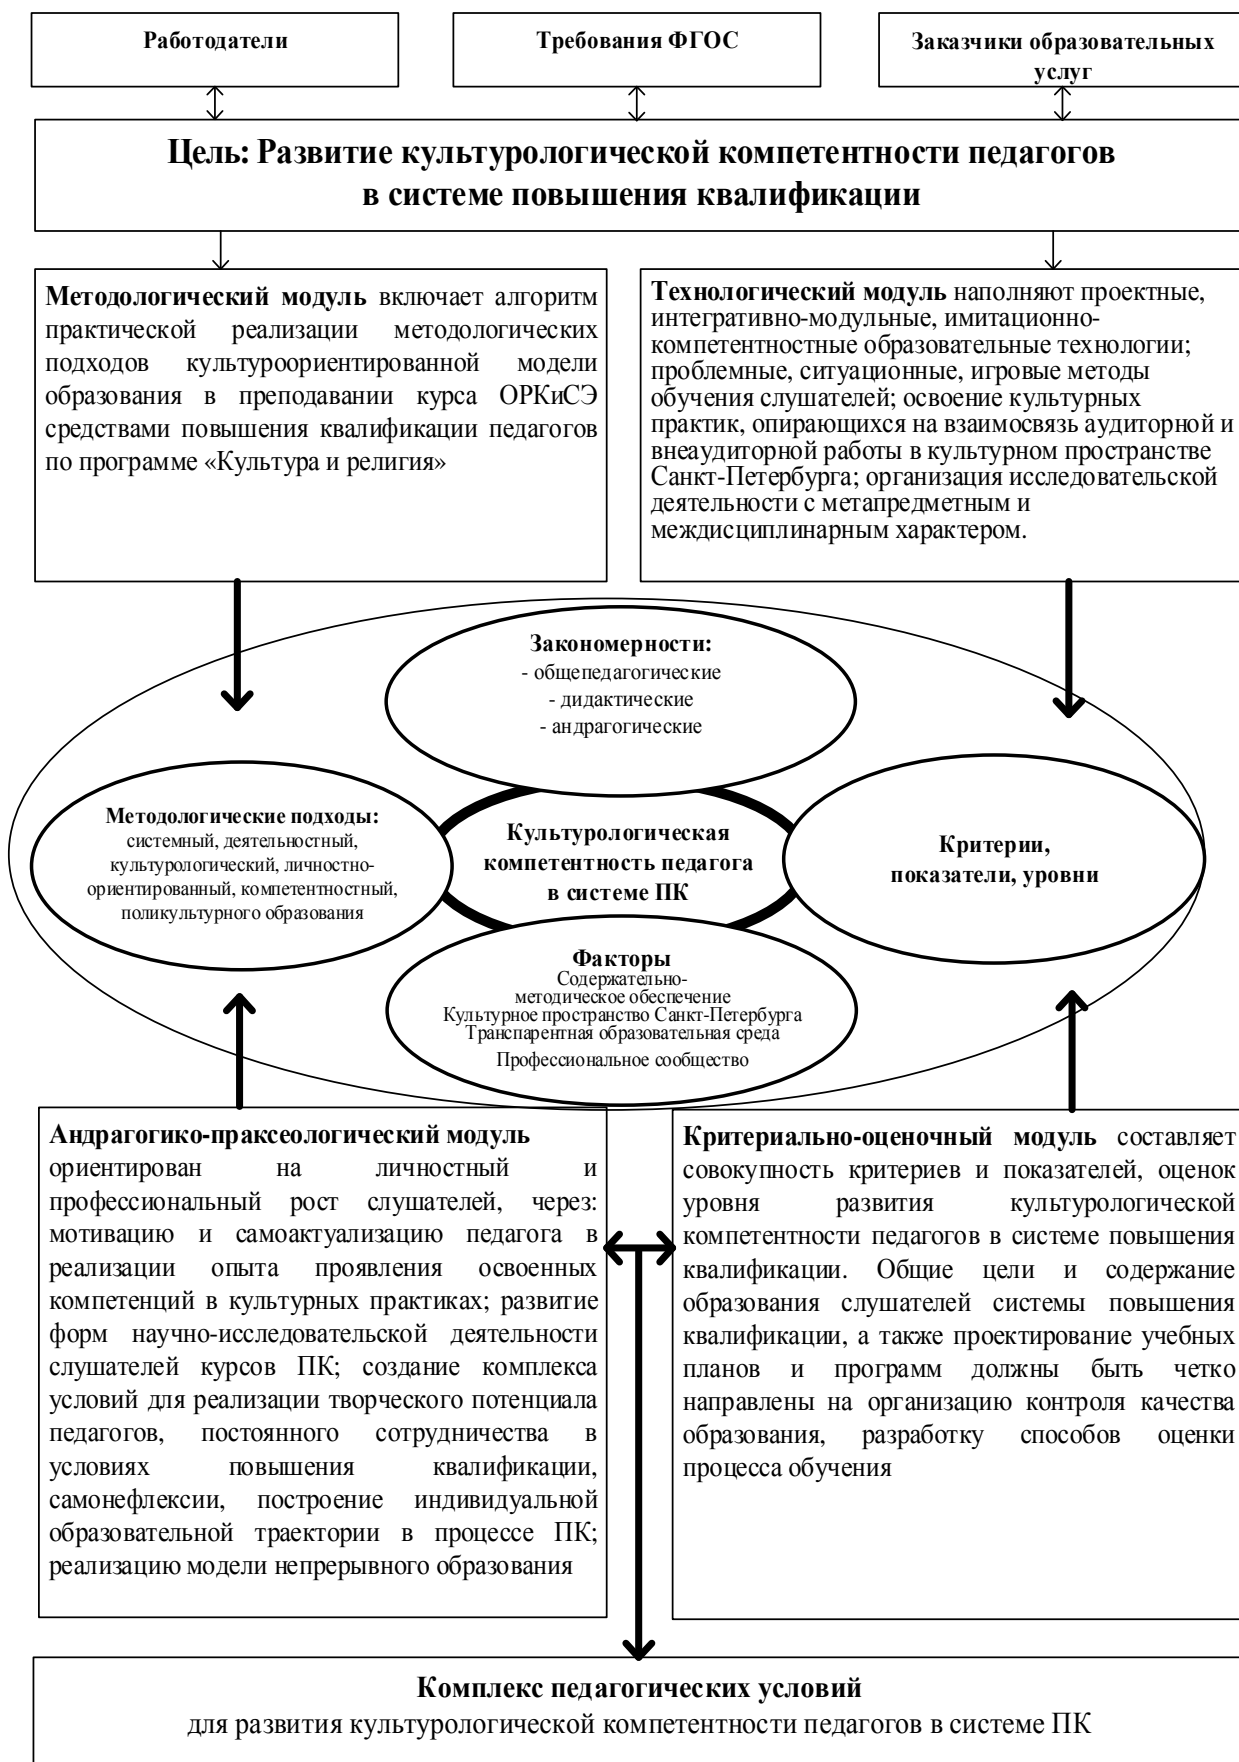 Работодатели
Требования ФГОС
Заказчики образовательных
услуг
Цель: Развитие культурологической компетентности педагогов
в системе повышения квалификации
Методологический модуль включает алгоритм
практической реализации методологических
подходов культуроориентированной модели
образования в преподавании курса ОРКиСЭ
средствами повышения квалификации педагогов
по программе «Культура и религия»
Технологический модуль наполняют проектные,
интегративно-модульные, имитационно-
компетентностные образовательные технологии;
проблемные, ситуационные, игровые методы
обучения слушателей; освоение культурных
практик, опирающихся на взаимосвязь аудиторной и
внеаудиторной работы в культурном пространстве
Санкт-Петербурга; организация исследовательской
деятельности с метапредметным и
междисциплинарным характером.
Закономерности:
- общепедагогические
- дидактические
- андрагогические
Методологические подходы:
системный, деятельностный,
культурологический, личностно-
ориентированный, компетентностный,
поликультурного образования
Культурологическая
компетентность педагога
в системе ПК
Критерии,
показатели, уровни
Факторы
Содержательно-
методическое обеспечение
Культурное пространство Санкт-Петербурга
Транспарентная образовательная среда
Профессиональное сообщество
Андрагогико-праксеологический модуль
ориентирован на личностный и
профессиональный рост слушателей, через:
мотивацию и самоактуализацию педагога в
реализации опыта проявления освоенных
компетенций в культурных практиках; развитие
форм научно-исследовательской деятельности
слушателей курсов ПК; создание комплекса
условий для реализации творческого потенциала
педагогов, постоянного сотрудничества в
условиях повышения квалификации,
самонефлексии, построение индивидуальной
образовательной траектории в процессе ПК;
реализацию модели непрерывного образования
Критериально-оценочный модуль составляет
совокупность критериев и показателей, оценок
уровня развития культурологической
компетентности педагогов в системе повышения
квалификации. Общие цели и содержание
образования слушателей системы повышения
квалификации, а также проектирование учебных
планов и программ должны быть четко
направлены на организацию контроля качества
образования, разработку способов оценки
процесса обучения
Комплекс педагогических условий
для развития культурологической компетентности педагогов в системе ПК